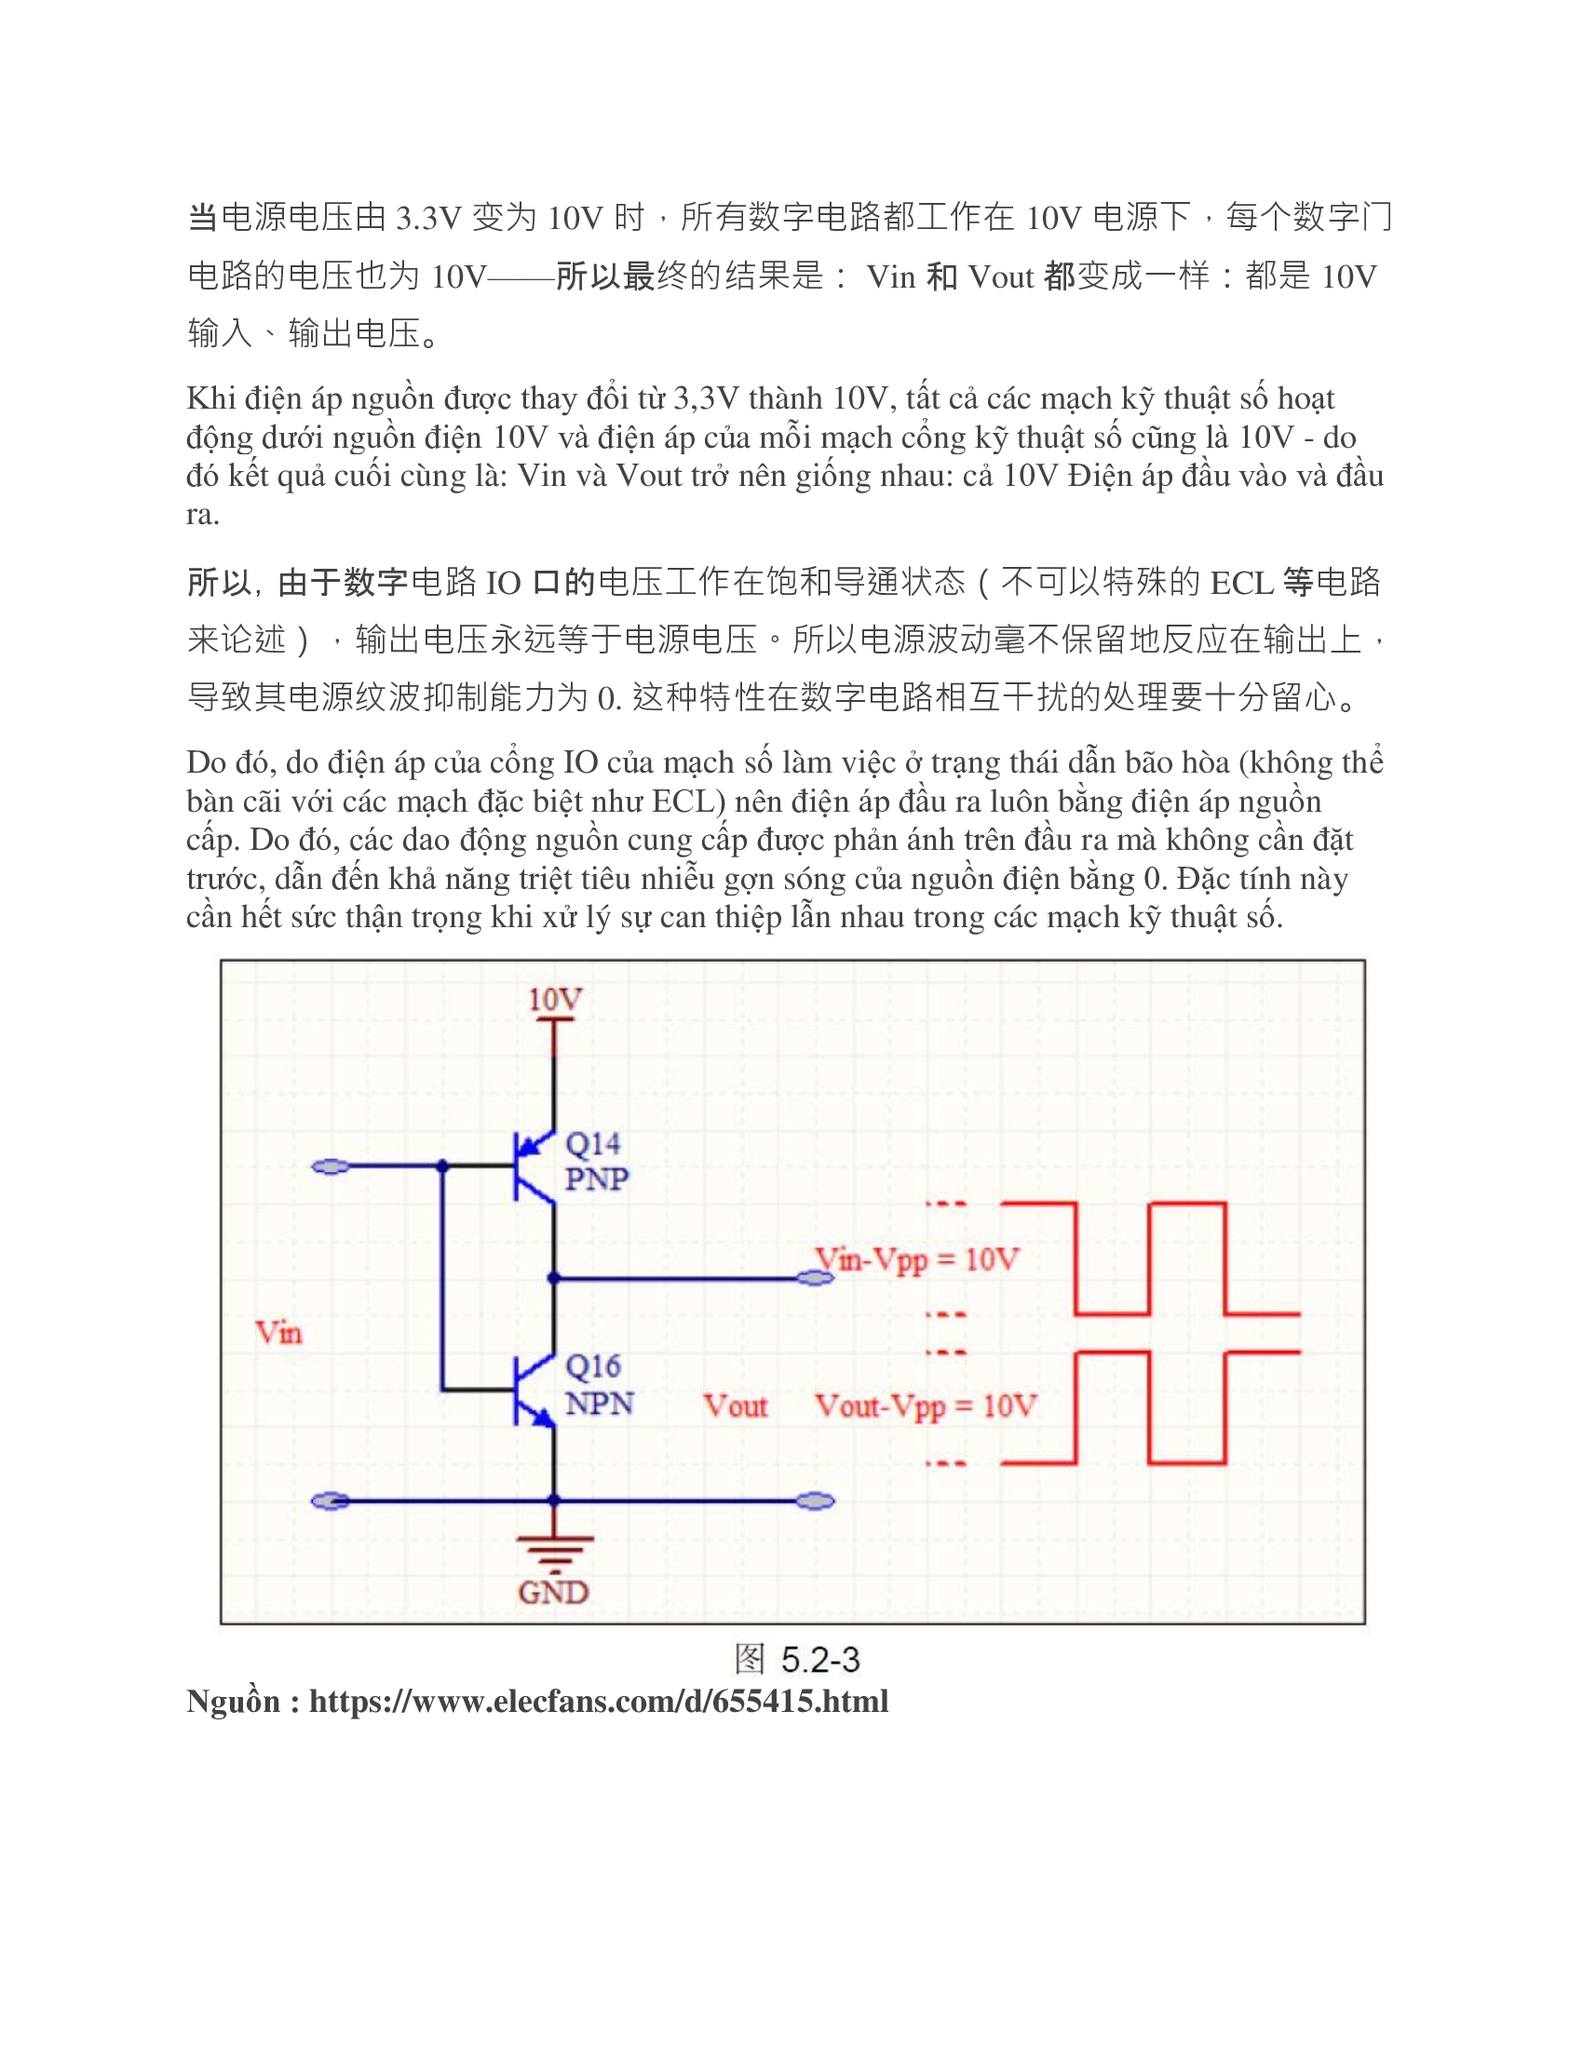 当电源电压由 3.3V 变为 10V 时，所有数字电路都工作在 10V 电源下，每个数字门
电路的电压也为 10V——所以最终的结果是： Vin 和 Vout 都变成一样：都是 10V
输入、输出电压。
Khi điện áp nguồn được thay đổi từ 3,3V thành 10V, tất cả các mạch kỹ thuật số hoạt
động dưới nguồn điện 10V và điện áp của mỗi mạch cổng kỹ thuật số cũng là 10V - do
đó kết quả cuối cùng là: Vin và Vout trở nên giống nhau: cả 10V Điện áp đầu vào và đầu
ra.
所以, 由于数字电路 IO 口的电压工作在饱和导通状态（不可以特殊的 ECL 等电路
来论述），输出电压永远等于电源电压。所以电源波动毫不保留地反应在输出上，
导致其电源纹波抑制能力为 0. 这种特性在数字电路相互干扰的处理要十分留心。
Do đó, do điện áp của cổng IO của mạch số làm việc ở trạng thái dẫn bão hòa (không thể
bàn cãi với các mạch đặc biệt như ECL) nên điện áp đầu ra luôn bằng điện áp nguồn
cấp. Do đó, các dao động nguồn cung cấp được phản ánh trên đầu ra mà không cần đặt
trước, dẫn đến khả năng triệt tiêu nhiễu gợn sóng của nguồn điện bằng 0. Đặc tính này
cần hết sức thận trọng khi xử lý sự can thiệp lẫn nhau trong các mạch kỹ thuật số.
10V
Q14
PNP
Vin-Vpp = 10V
Vin
Q16
NPN
Vout
Vout-Vpp = 10V
GND
图 5.2-3
Nguồn : https://www.elecfans.com/d/655415.html